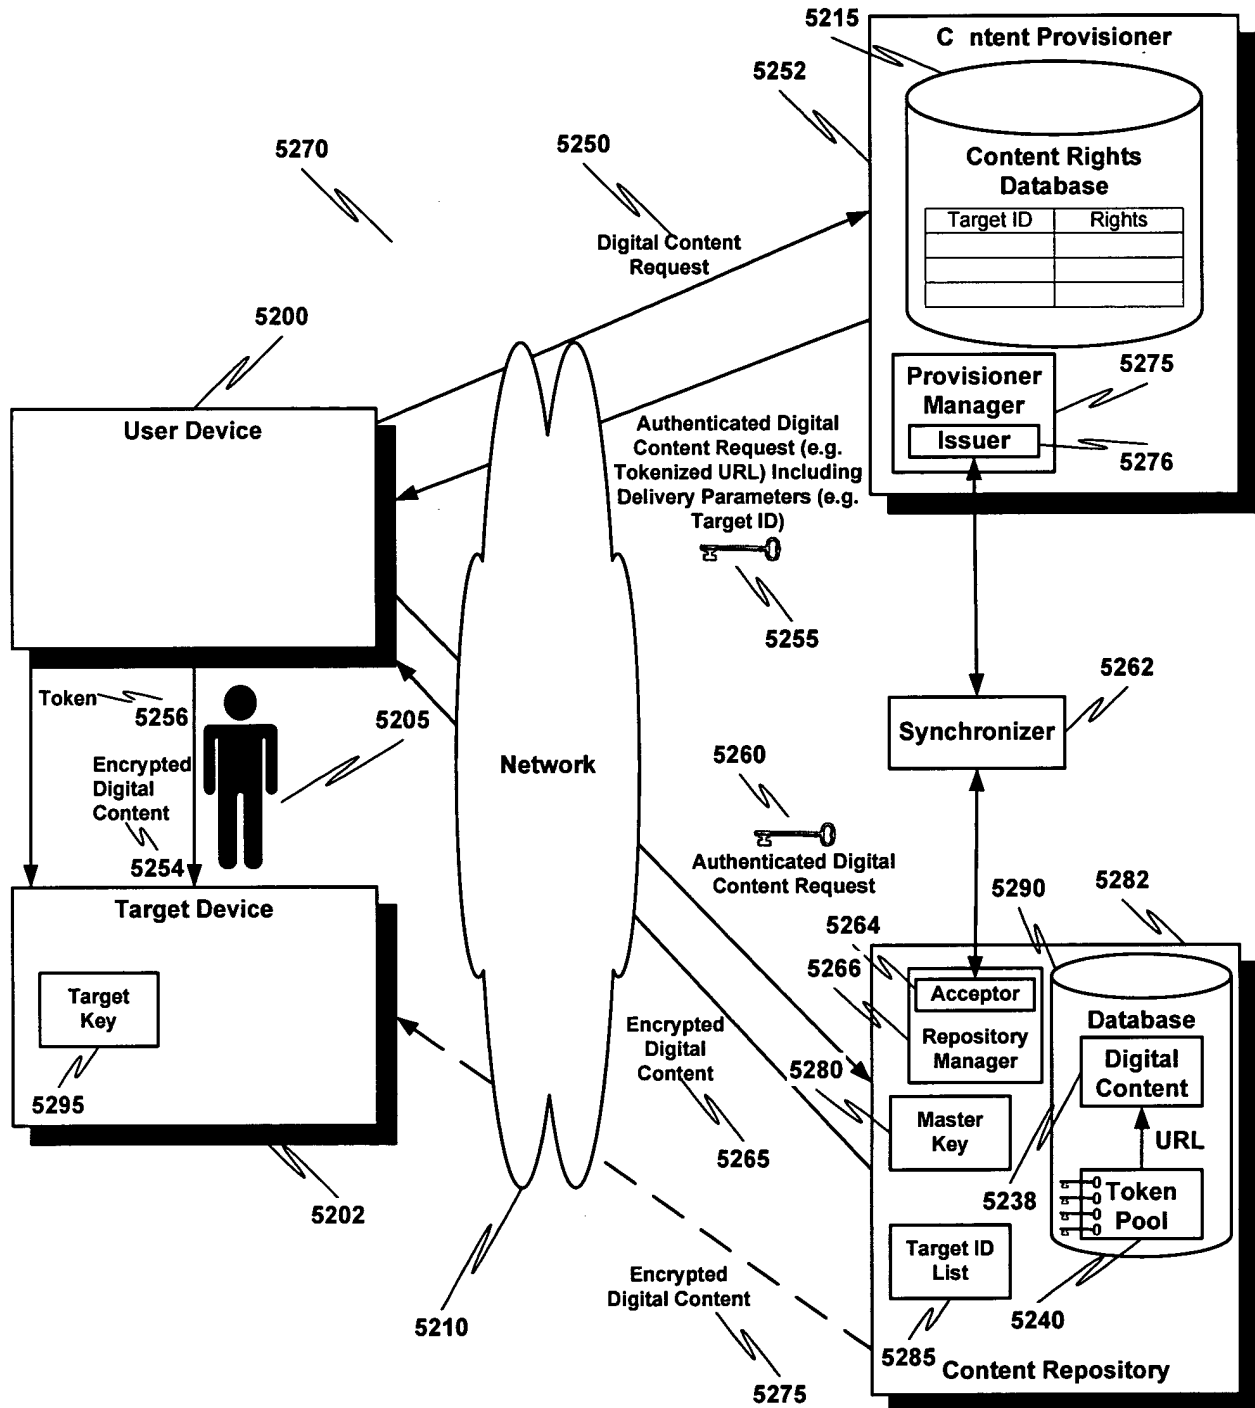 5215
C ntent Provisioner
5252
5270
5250
Content Rights
Database
Target ID
Rights
Digital Content
Request
5200
User Device
Provisioner
Manager
Issuer
5275
5276
Authenticated Digital
Content Request (e.g.
Tokenized URL) Including
Delivery Parameters (e.g.
Target ID)
5255
5262
Synchronizer
Token
5256
5205
Encrypted
Digital
Content
5254
Network
5260
Authenticated Digital
Content Request
5290
5282
5264
5266
Target Device
Target
Key
5295
5202
Acceptor
Repository
Manager
Database
Digital
Content
Encrypted
Digital
Content
5265
5280
Master
Key
URL
5238
Token
Pool
Target ID
List
5240
5285
Content Repository
5210
Encrypted
Digital Content
5275